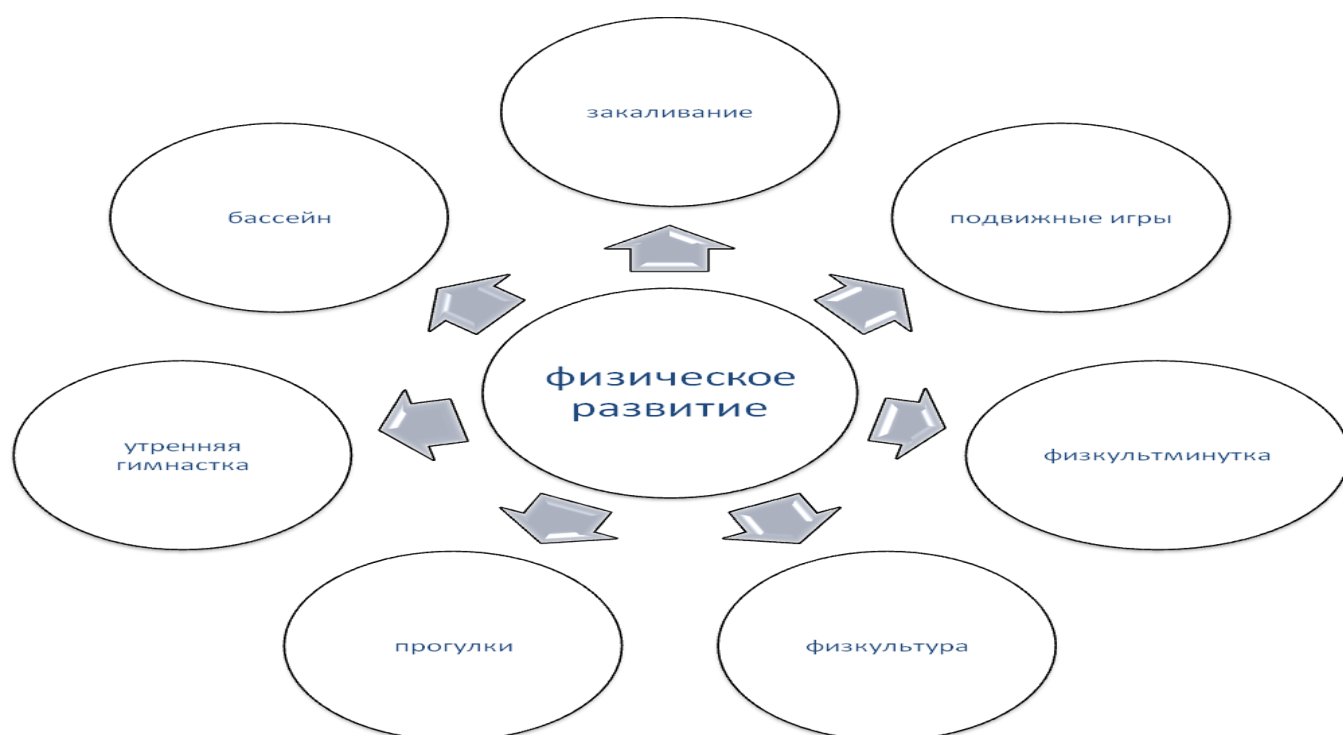 закаливание
бассейн
подвижные игры
физическое
развитие
утренняя
гимнастка
физкультминутка
прогулки
физкультура